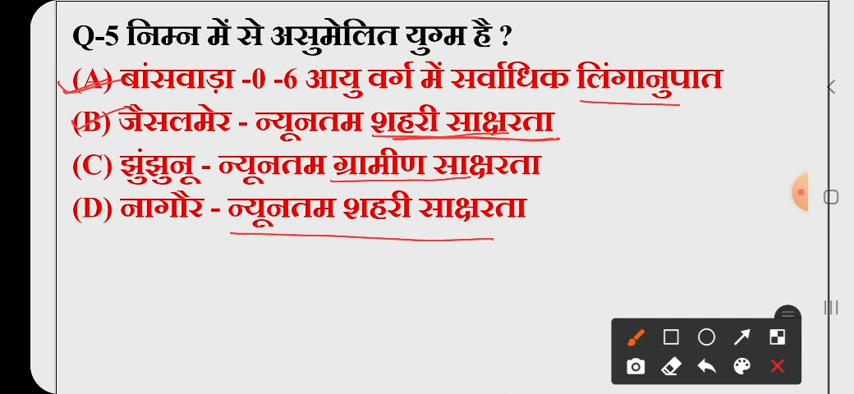 Q-5 निम्न में से असुमेलित युग्म है ?
(A) बांसवाड़ा -0 -6 आयु वर्ग में सर्वाधिक लिंगानुपात
(B) जैसलमेर - न्यूनतम शहरी साक्षरता
(C) झुंझुनू - न्यूनतम ग्रामीण साक्षरता
(D) नागौर - न्यूनतम शहरी साक्षरता